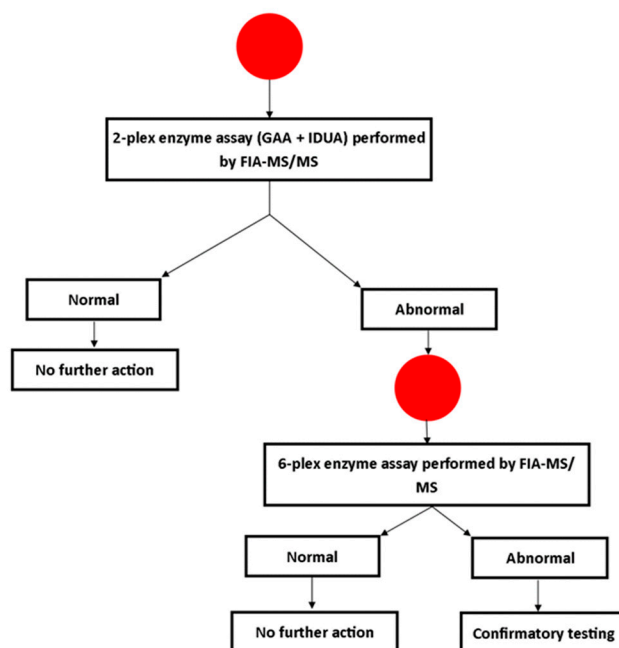 2-plex enzyme assay (GAA + IDUA) performed
by FIA-MS/MS
Normal
Abnormal
No further action
6-plex enzyme assay performed by FIA-MS/
MS
Normal
Abnormal
No further action
Confirmatory testing